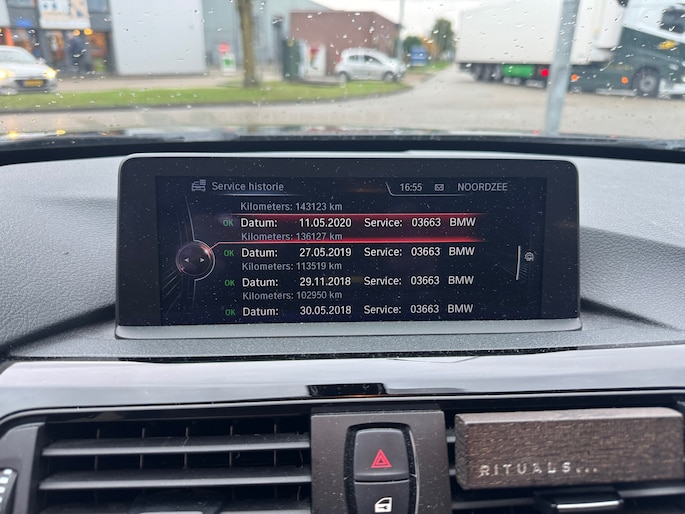 Service historie 16:55 NOORDZEE
Kilometers: 143123 km
OK Datum: 11.05.2020 Service: 03663 BMW
Kilometers: 136127 km
OK Datum: 27.05.2019 Service: 03663 BMW
Kilometers: 113519 km
OK Datum: 29.11.2018 Service: 03663 BMW
Kilometers: 102950 km
OK Datum: 30.05.2018 Service: 03663 BMW
RITUALS...